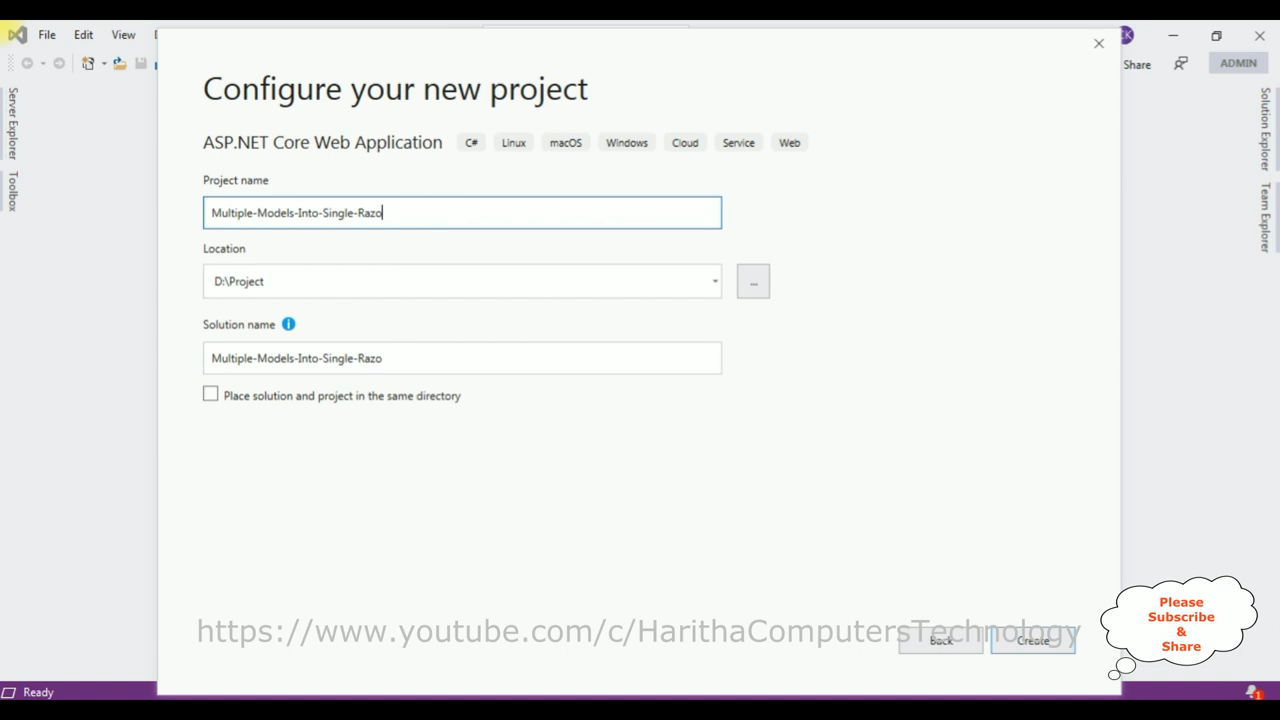 File Edit View
Share
ADMIN
Server Explorer
Toolbox
Solution Explorer
Team Explorer
Configure your new project
ASP.NET Core Web Application C# Linux macOS Windows Cloud Service Web
Project name
Multiple-Models-Into-Single-Razo
Location
D:\Project
...
Solution name
Multiple-Models-Into-Single-Razo
Place solution and project in the same directory
https://www.youtube.com/c/HarithaComputersTechnology
Back Create
Please
Subscribe
&
Share
Ready
1